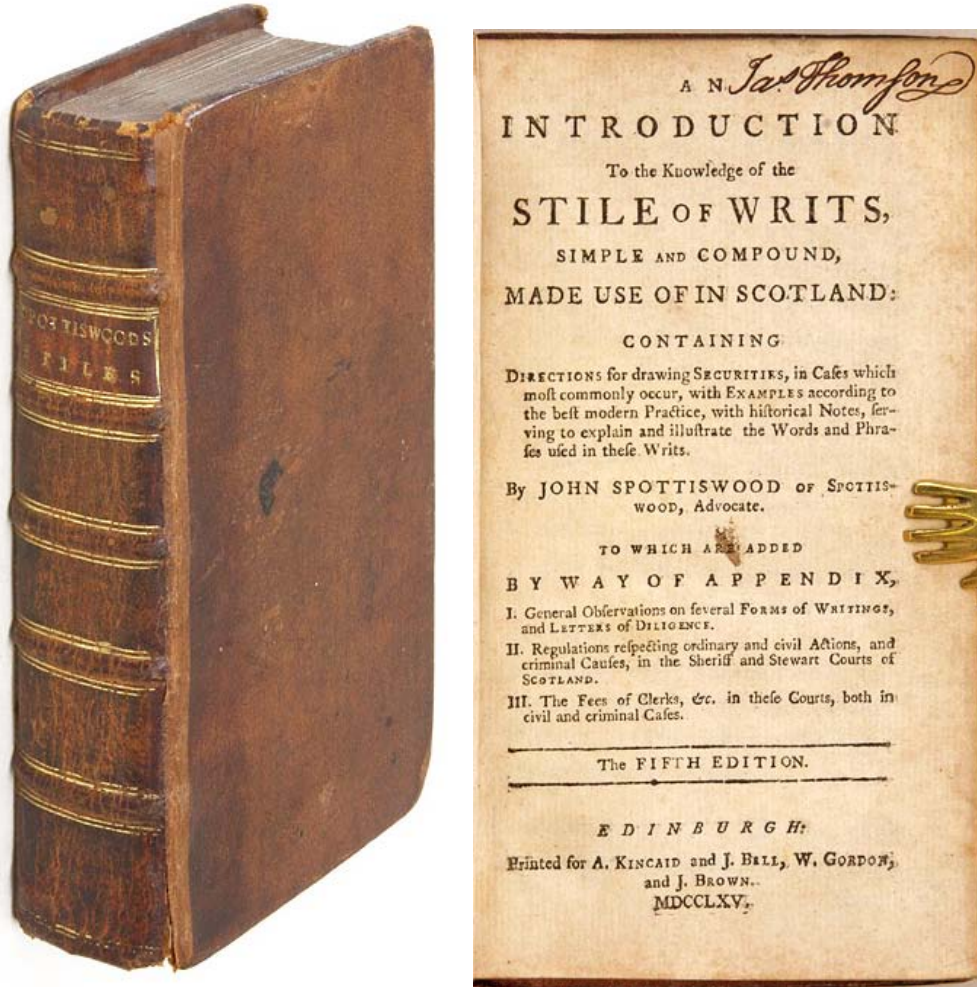 SPOTTISWOODS
STILES
AN Jas. Thomson
INTRODUCTION
To the Knowledge of the
STILE OF WRITS,
SIMPLE AND COMPOUND,
MADE USE OF IN SCOTLAND:
CONTAINING
DIRECTIONS for drawing SECURITIES, in Caſes which
moſt commonly occur, with EXAMPLES according to
the beſt modern Practice, with hiſtorical Notes, ſer-
ving to explain and illuſtrate the Words and Phra-
ſes uſed in theſe Writs.
By JOHN SPOTTISWOOD OF SPOTTIS-
WOOD, Advocate.
TO WHICH ARE ADDED
BY WAY OF APPENDIX,
I. General Obſervations on ſeveral FORMS of WRITINGS,
and LETTERS of DILIGENCE.
II. Regulations reſpecting ordinary and civil Actions, and
criminal Cauſes, in the Sheriff and Stewart Courts of
SCOTLAND.
III. The Fees of Clerks, &c. in theſe Courts, both in
civil and criminal Caſes.
The FIFTH EDITION.
EDINBURGH:
Printed for A. KINCAID and J. BELL, W. GORDON,
and J. BROWN.
MDCCLXV.